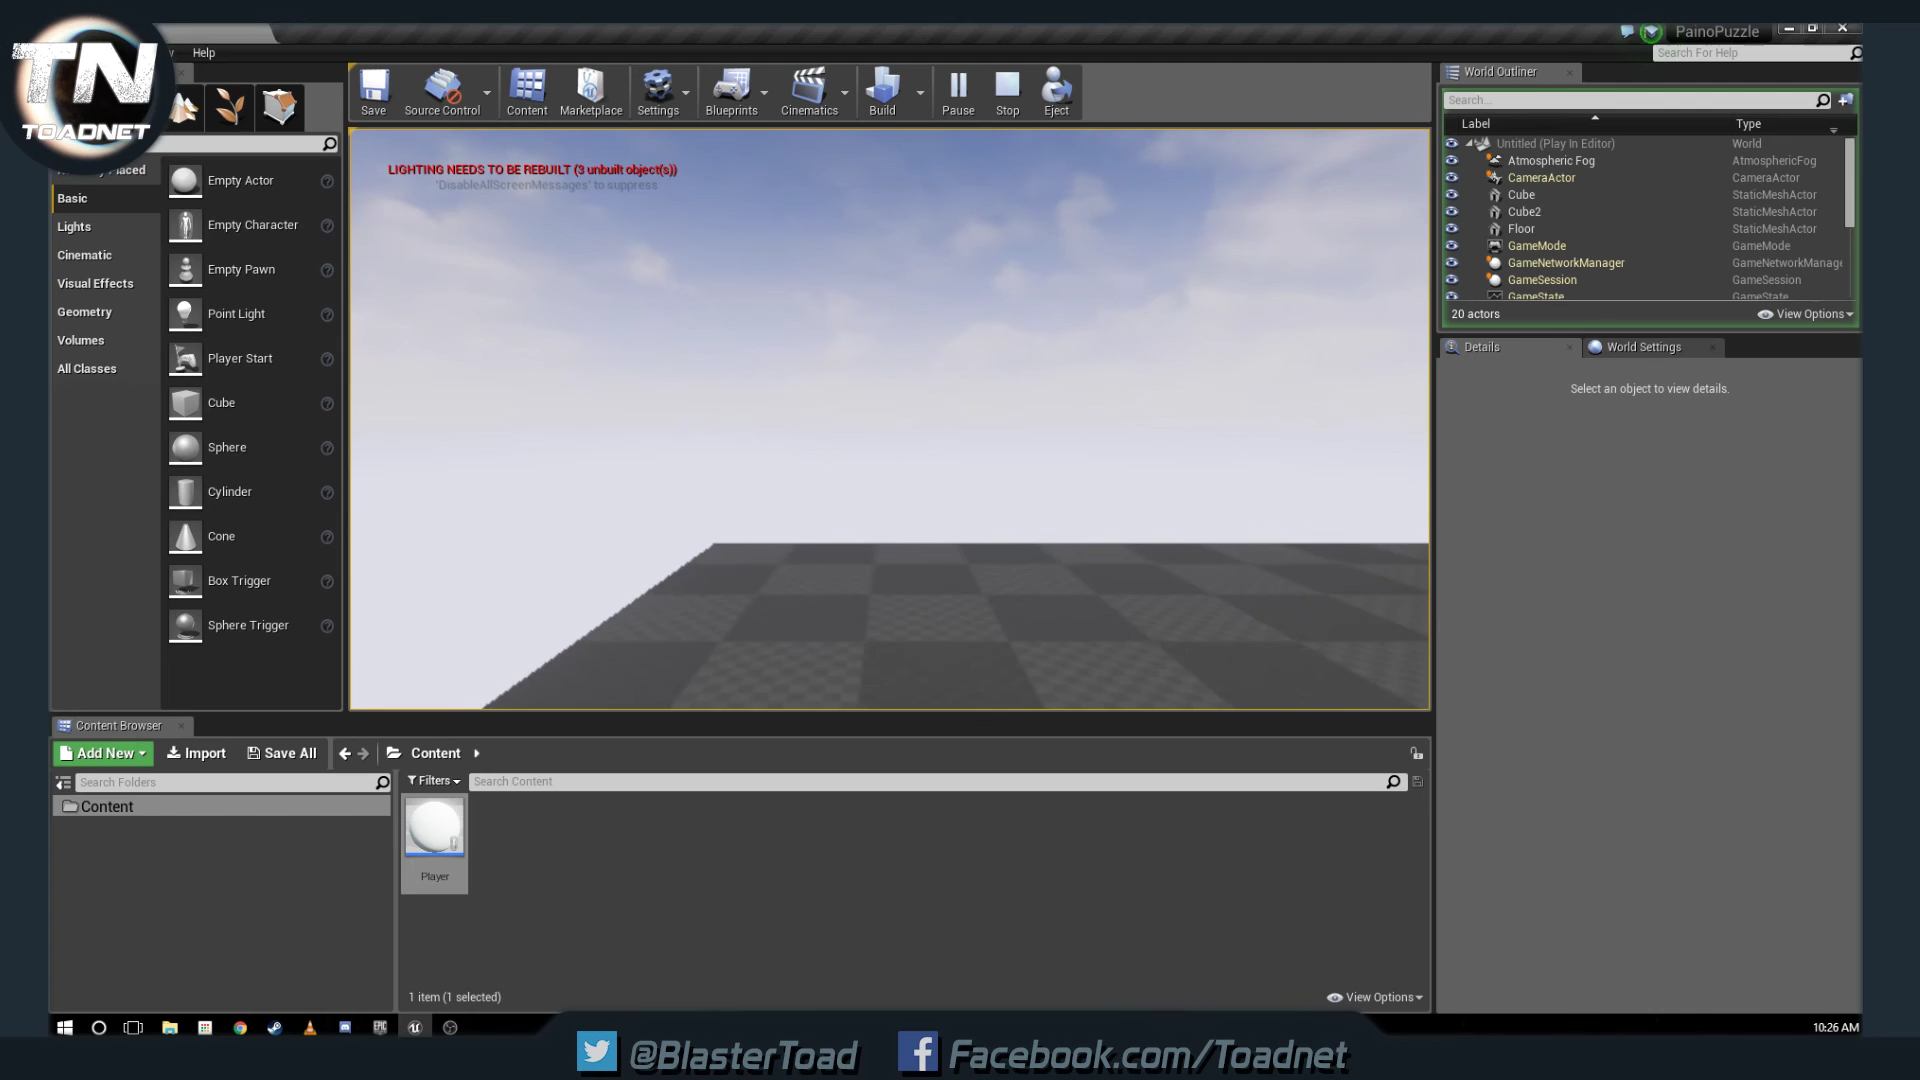 TN
TOADNET
Help
PainoPuzzle
Search For Help
Save
Source Control
Content
Marketplace
Settings
Blueprints
Cinematics
Build
Pause
Stop
Eject
World Outliner
Search...
Label
Type
Untitled (Play In Editor)
World
Atmospheric Fog
AtmosphericFog
CameraActor
CameraActor
Cube
StaticMeshActor
Cube2
StaticMeshActor
Floor
StaticMeshActor
GameMode
GameMode
GameNetworkManager
GameNetworkManage
GameSession
GameSession
GameState
GameState
20 actors
View Options
Details
World Settings
Select an object to view details.
Basic
Lights
Cinematic
Visual Effects
Geometry
Volumes
All Classes
Empty Actor
Empty Character
Empty Pawn
Point Light
Player Start
Cube
Sphere
Cylinder
Cone
Box Trigger
Sphere Trigger
LIGHTING NEEDS TO BE REBUILT (3 unbuilt object(s))
'DisableAllScreenMessages' to suppress
Content Browser
Add New
Import
Save All
Content
Search Folders
Filters
Search Content
Content
Player
1 item (1 selected)
View Options
EPIC
10:26 AM
@BlasterToad
Facebook.com/Toadnet